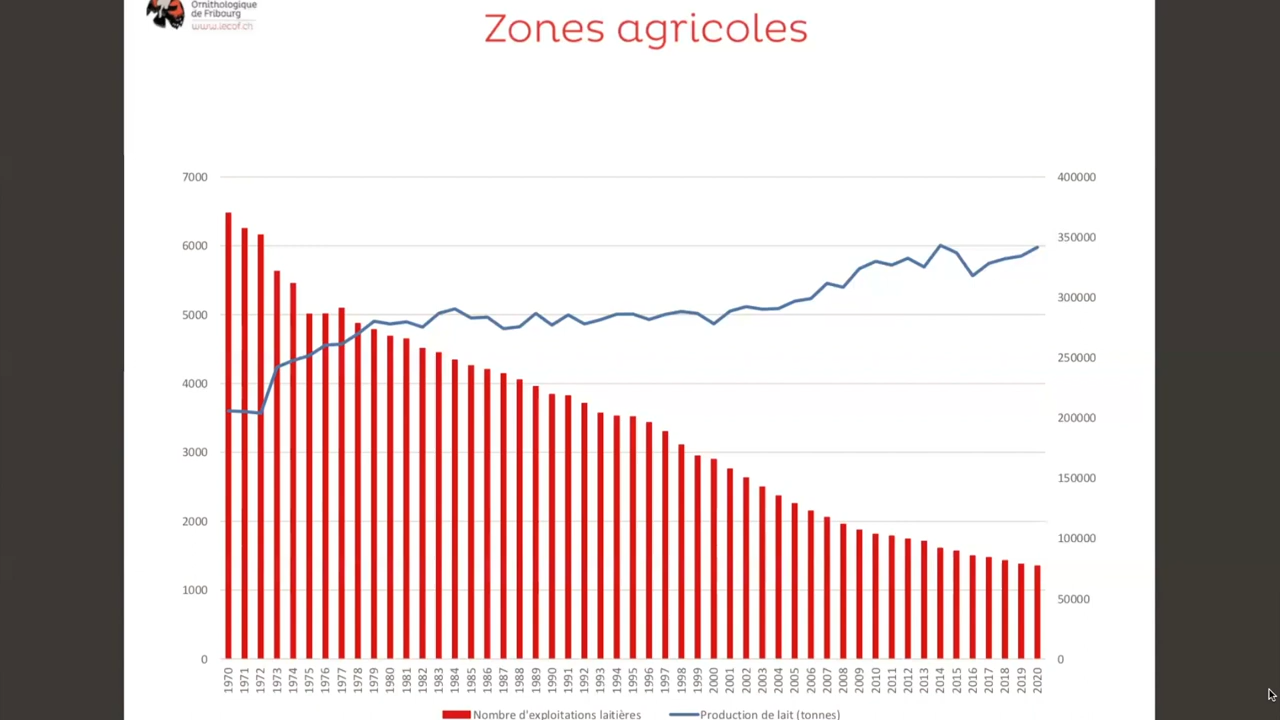 Ornithologique
de Fribourg
www.lecof.ch
Zones agricoles
7000
6000
5000
4000
3000
2000
1000
0
400000
350000
300000
250000
200000
150000
100000
50000
0
1970 1971 1972 1973 1974 1975 1976 1977 1978 1979 1980 1981 1982 1983 1984 1985 1986 1987 1988 1989 1990 1991 1992 1993 1994 1995 1996 1997 1998 1999 2000 2001 2002 2003 2004 2005 2006 2007 2008 2009 2010 2011 2012 2013 2014 2015 2016 2017 2018 2019 2020
Nombre d'exploitations laitières Production de lait (tonnes)